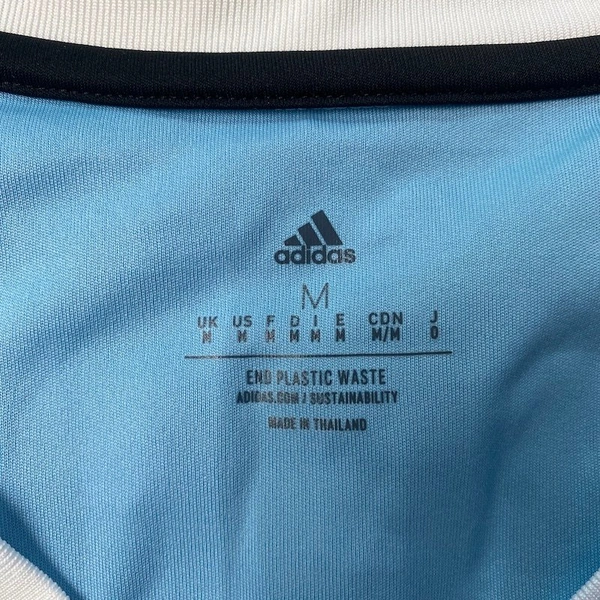 adidas
M
UK US F D I E CDN J
M M M M M M M/M O
END PLASTIC WASTE
ADIDAS.COM / SUSTAINABILITY
MADE IN THAILAND